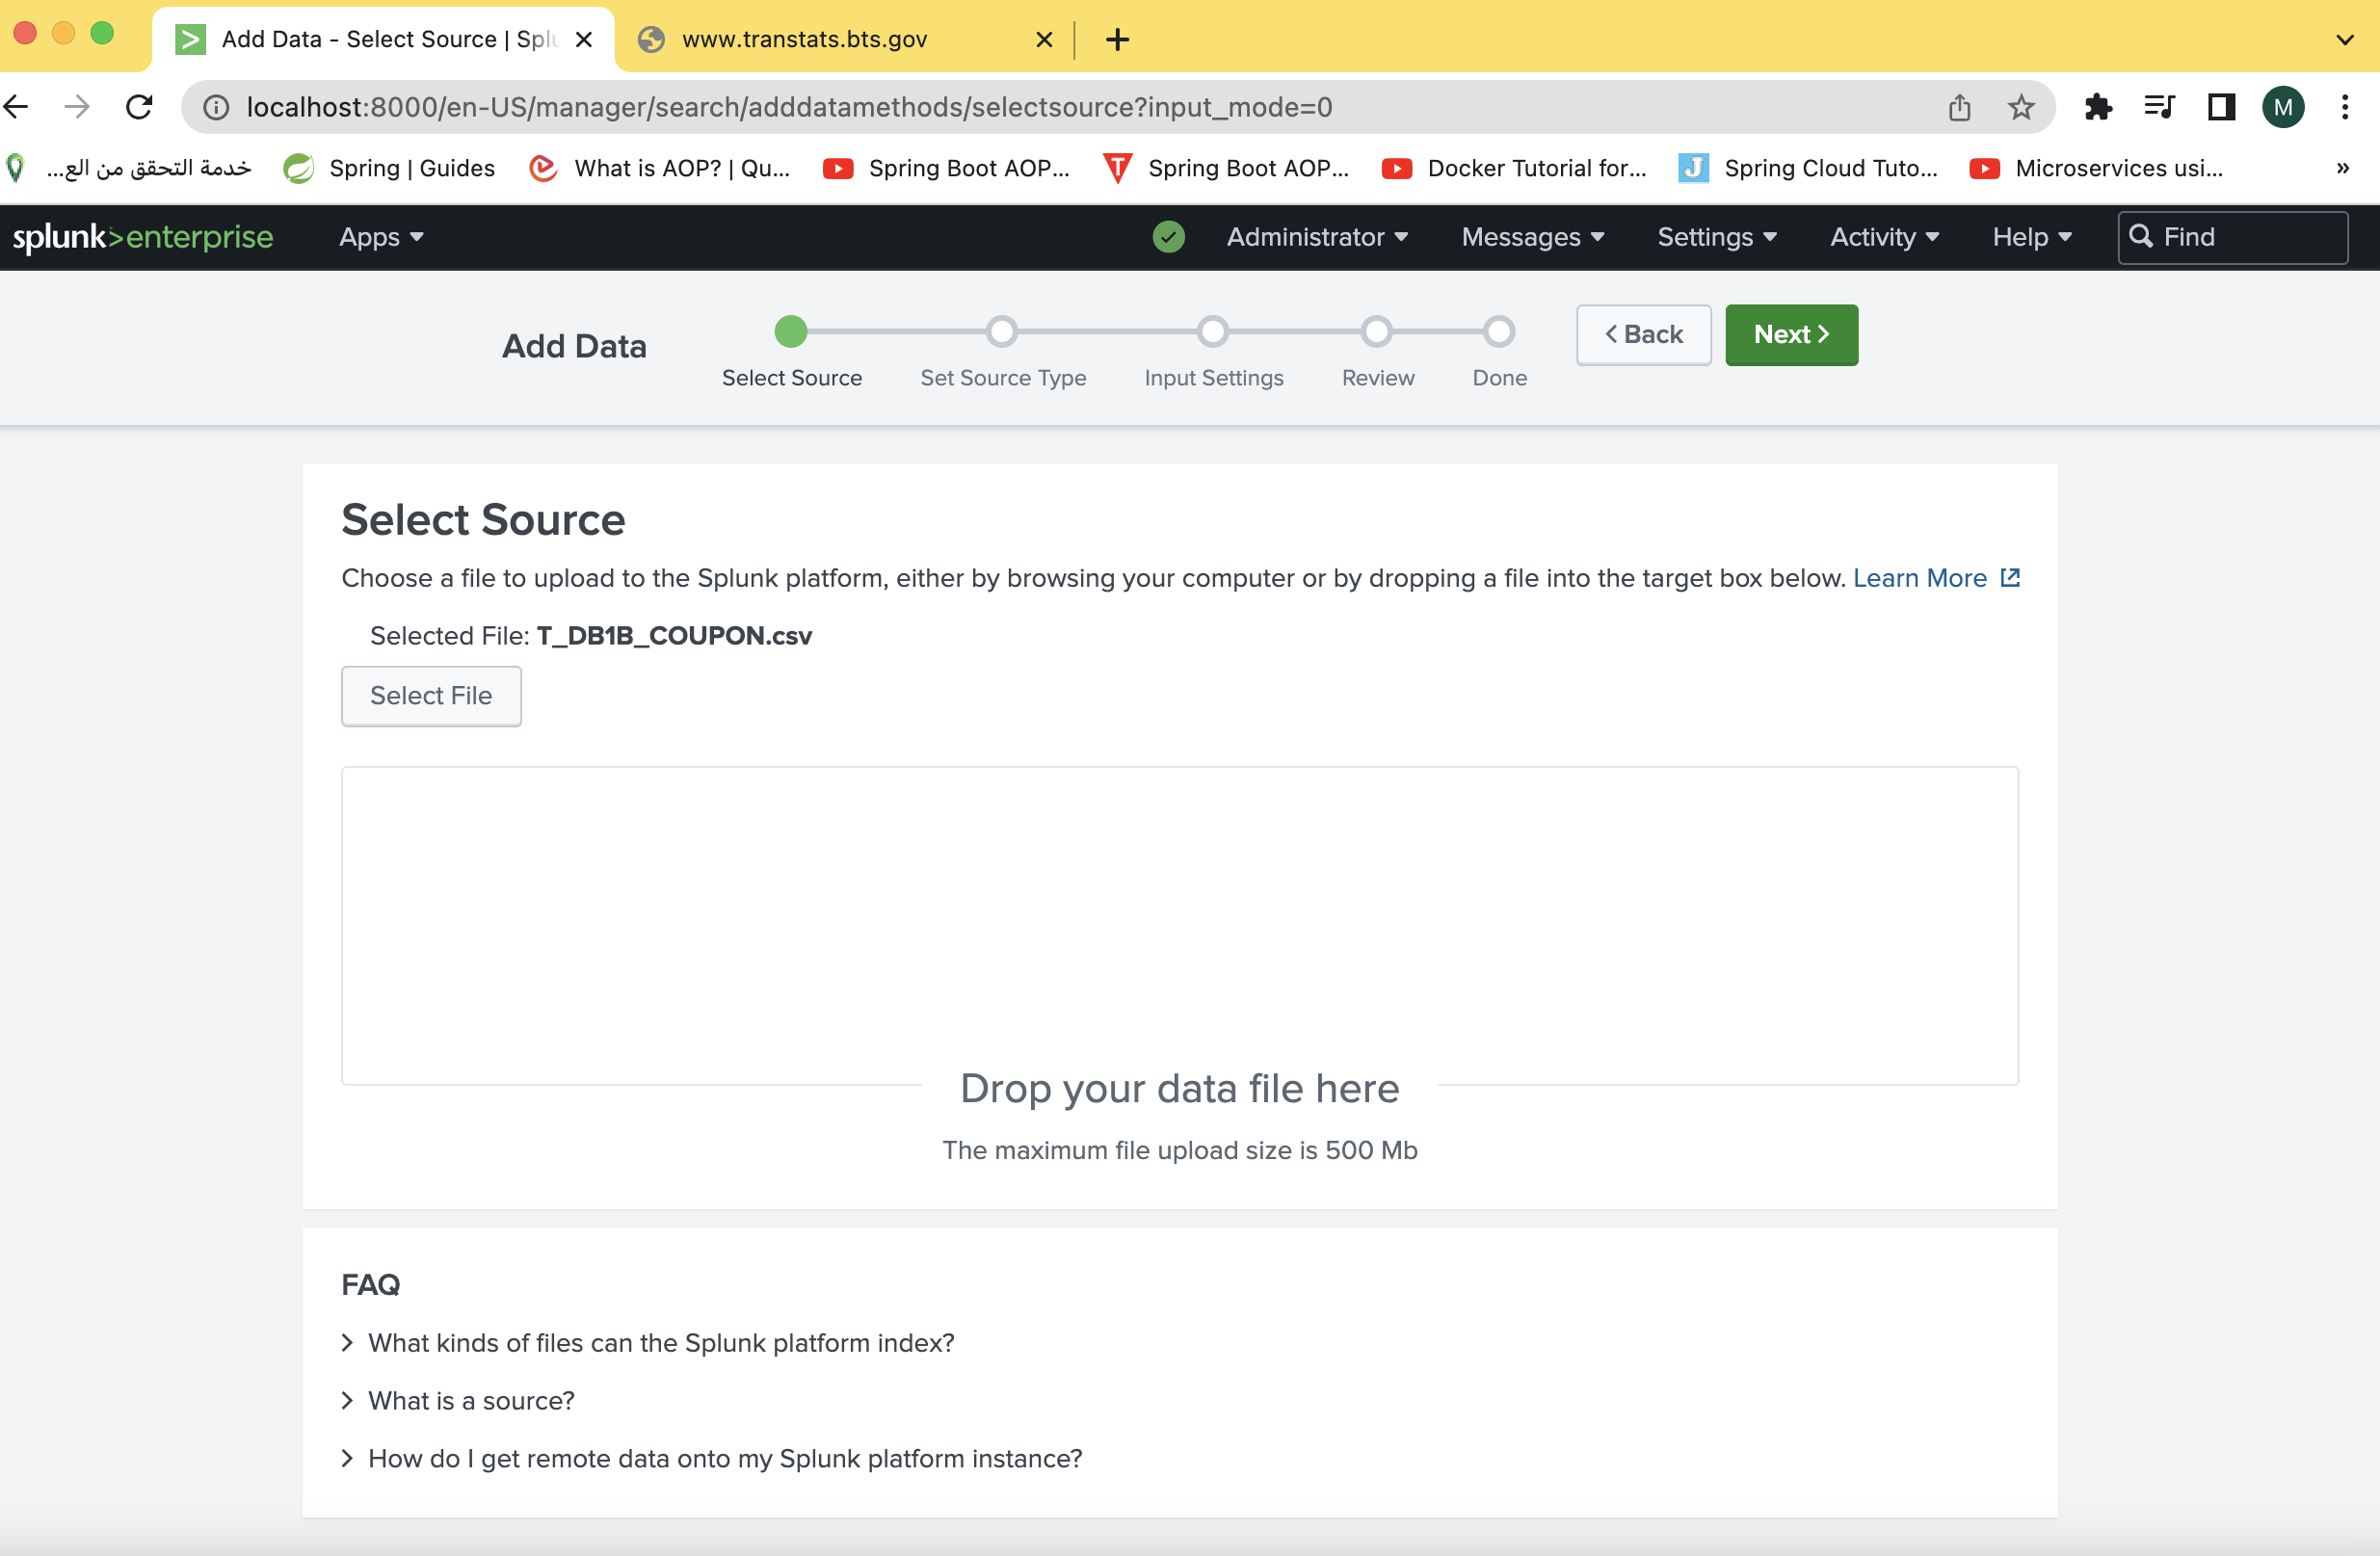 Add Data - Select Source | Splu
www.transtats.bts.gov
localhost:8000/en-US/manager/search/adddatamethods/selectsource?input_mode=0
M
خدمة التحقق من الع...
Spring | Guides
What is AOP? | Qu...
Spring Boot AOP...
T
Spring Boot AOP...
Docker Tutorial for...
J
Spring Cloud Tuto...
Microservices usi...
»
splunk>enterprise
Apps
Administrator
Messages
Settings
Activity
Help
Find
Add Data
Select Source
Set Source Type
Input Settings
Review
Done
< Back
Next >
Select Source
Choose a file to upload to the Splunk platform, either by browsing your computer or by dropping a file into the target box below. Learn More
Selected File: T_DB1B_COUPON.csv
Select File
Drop your data file here
The maximum file upload size is 500 Mb
FAQ
> What kinds of files can the Splunk platform index?
> What is a source?
> How do I get remote data onto my Splunk platform instance?